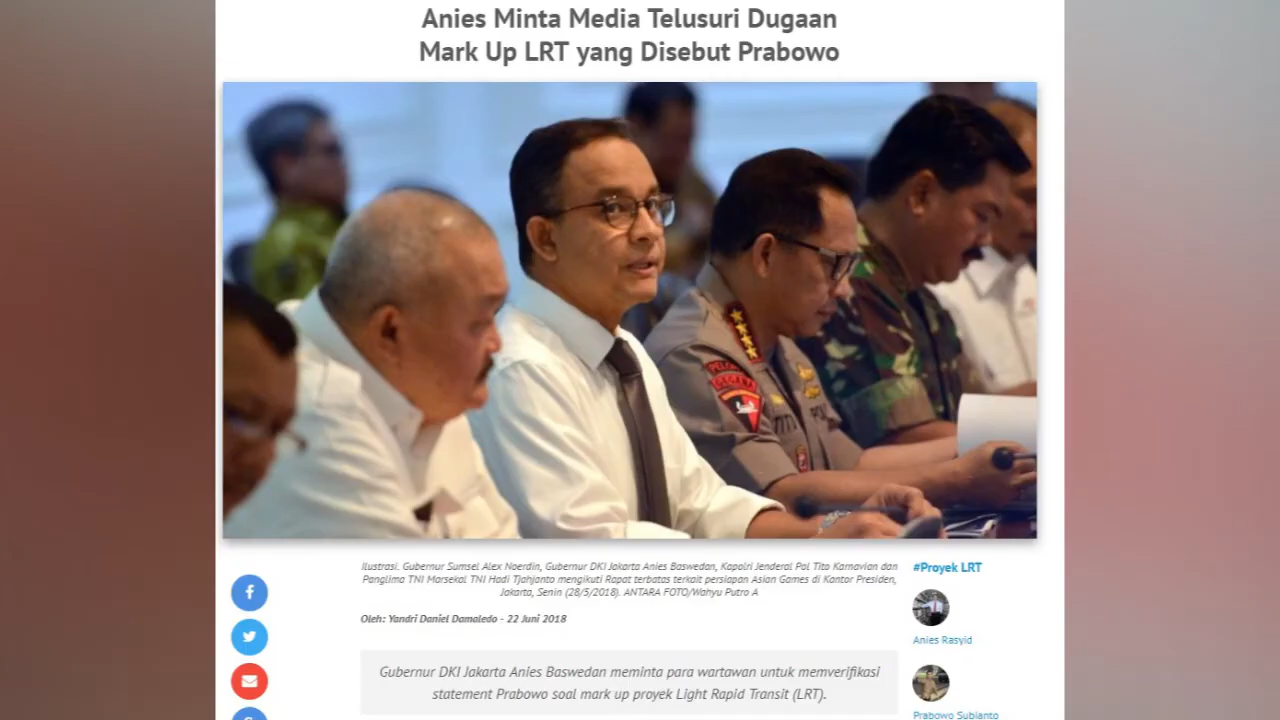 Anies Minta Media Telusuri Dugaan
Mark Up LRT yang Disebut Prabowo
Ilustrasi. Gubernur Sumsel Alex Noerdin, Gubernur DKI Jakarta Anies Baswedan, Kapolri Jenderal Pol Tito Karnavian dan
Panglima TNI Marsekal TNI Hadi Tjahjanto mengikuti Rapat terbatas terkait persiapan Asian Games di Kantor Presiden,
Jakarta, Senin (28/5/2018). ANTARA FOTO/Wahyu Putro A
Oleh: Yandri Daniel Damaledo - 22 Juni 2018
Gubernur DKI Jakarta Anies Baswedan meminta para wartawan untuk memverifikasi
statement Prabowo soal mark up proyek Light Rapid Transit (LRT).
#Proyek LRT
Anies Rasyid
Prabowo Subianto